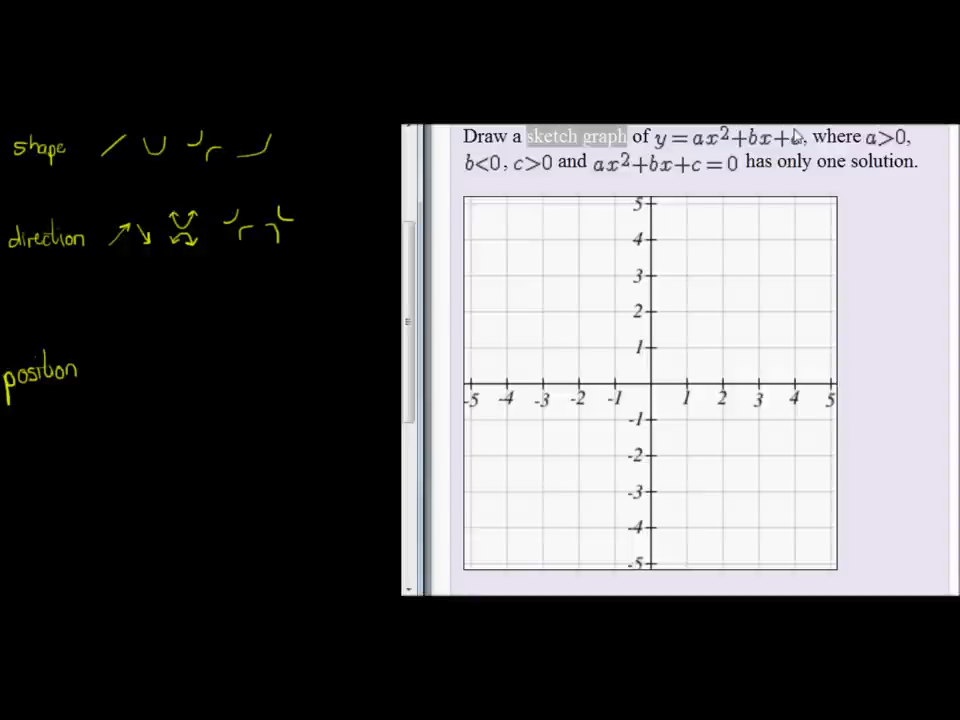 shape
direction
position
Draw a sketch graph of y = ax²+bx+c, where a>0,
b<0, c>0 and ax²+bx+c = 0 has only one solution.
5
4
3
2
1
-5 -4 -3 -2 -1 1 2 3 4 5
-1
-2
-3
-4
-5